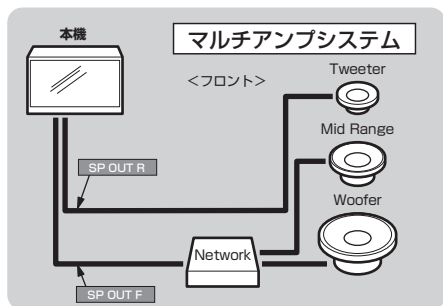 本機
マルチアンプシステム
<フロント>
Tweeter
Mid Range
SP OUT R
Woofer
Network
SP OUT F